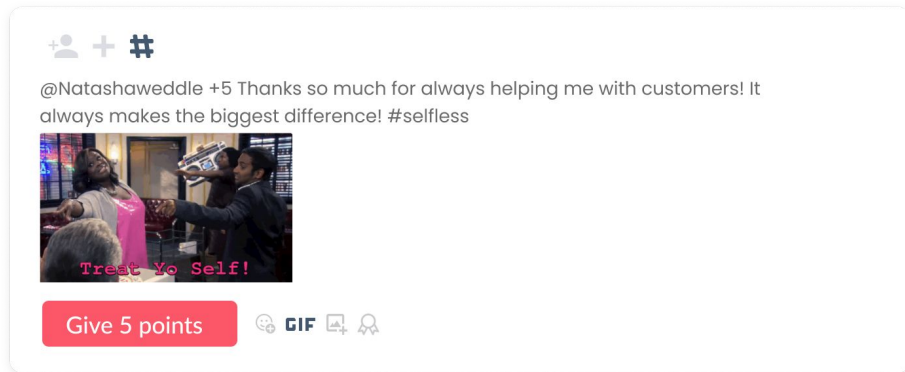 @Natashaweddle +5 Thanks so much for always helping me with customers! It
always makes the biggest difference! #selfless
Treat Yo Self!
Give 5 points
GIF